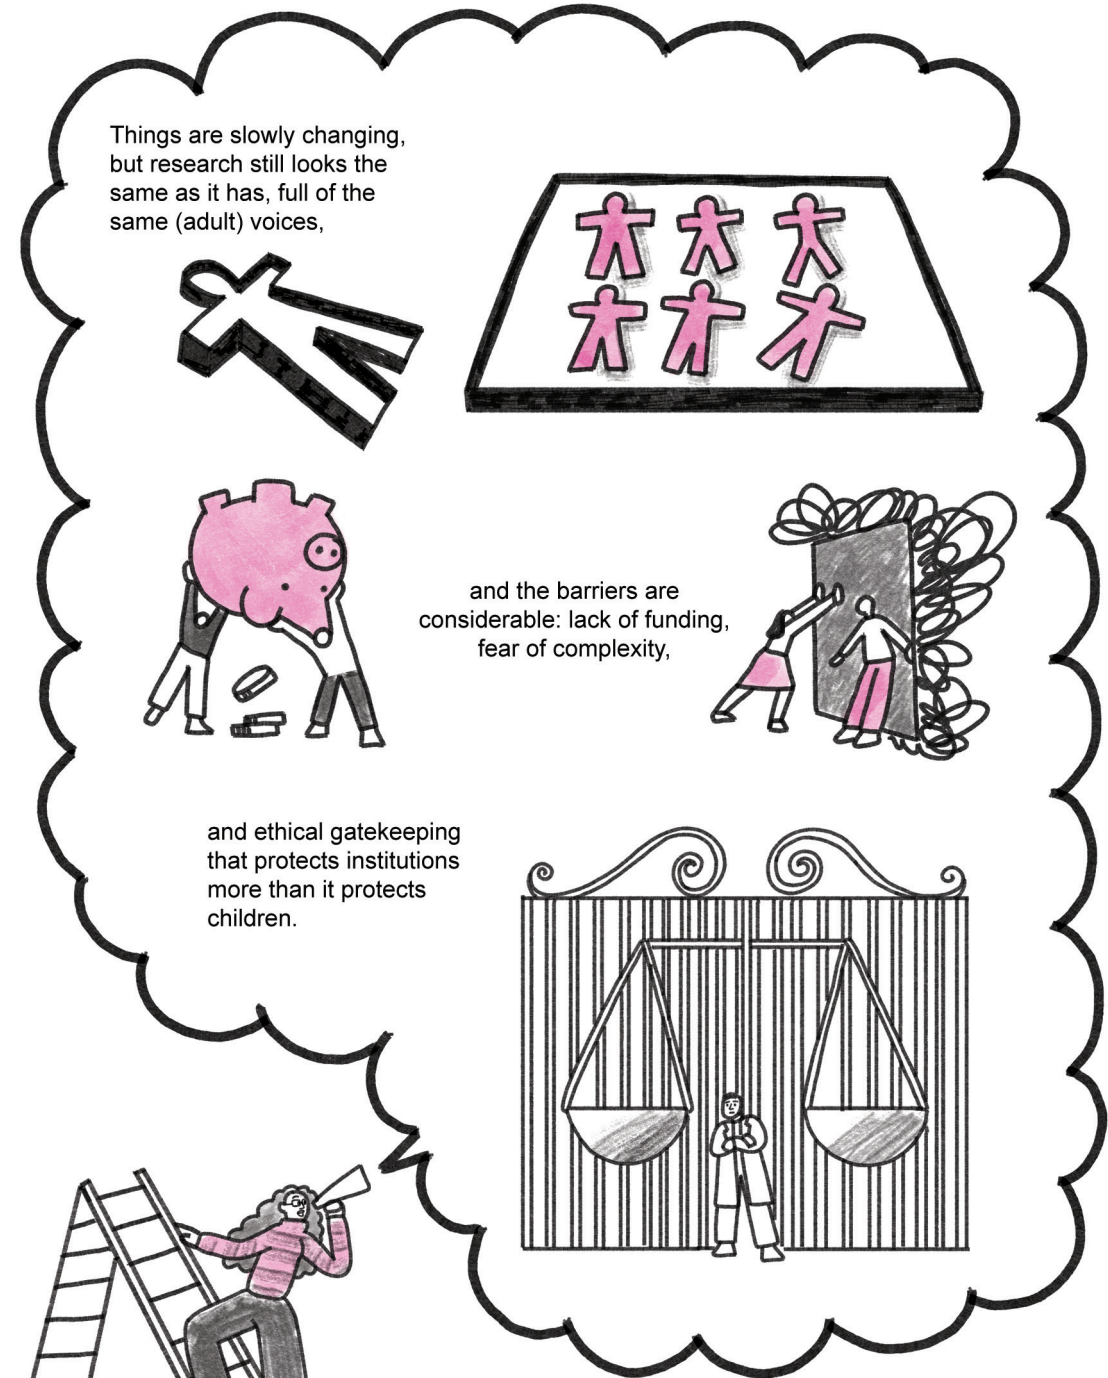 Things are slowly changing,
but research still looks the
same as it has, full of the
same (adult) voices,
and the barriers are
considerable: lack of funding,
fear of complexity,
and ethical gatekeeping
that protects institutions
more than it protects
children.